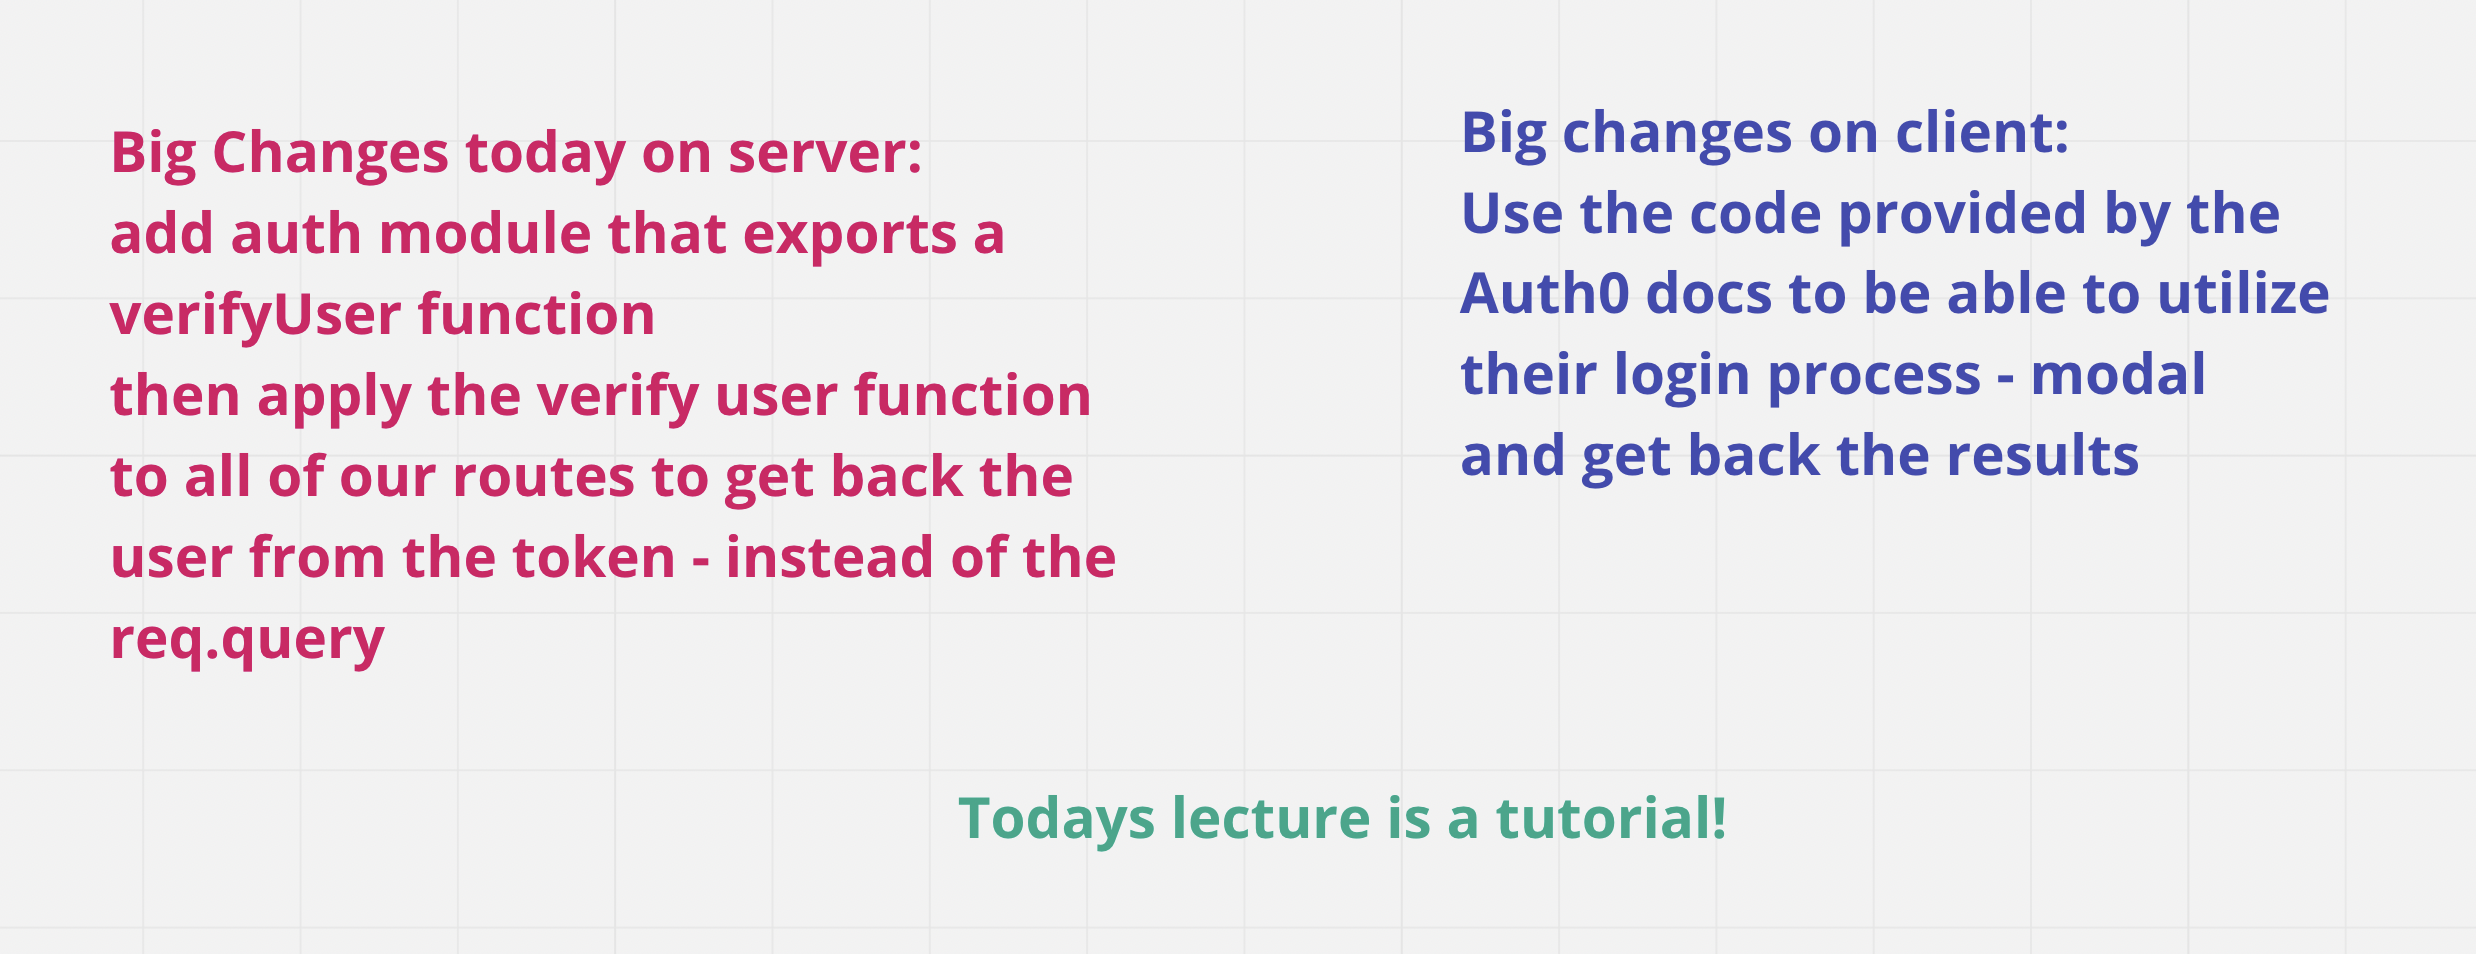 Big Changes today on server:
add auth module that exports a
verifyUser function
then apply the verify user function
to all of our routes to get back the
user from the token - instead of the
req.query
Big changes on client:
Use the code provided by the
Auth0 docs to be able to utilize
their login process - modal
and get back the results
Todays lecture is a tutorial!